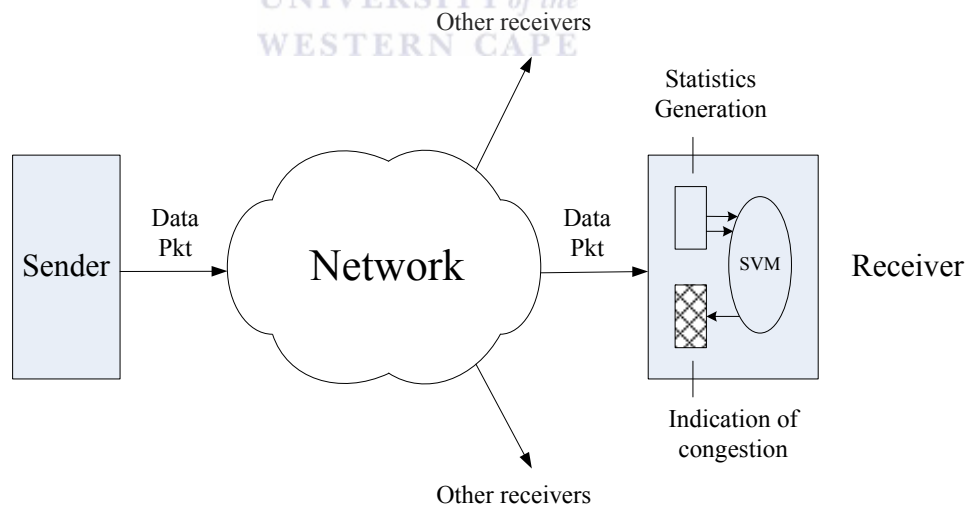 UNIVERSITY of the
WESTERN CAPE
Other receivers
Statistics
Generation
Data
Pkt
Data
Pkt
Sender
Network
SVM
Receiver
Indication of
congestion
Other receivers